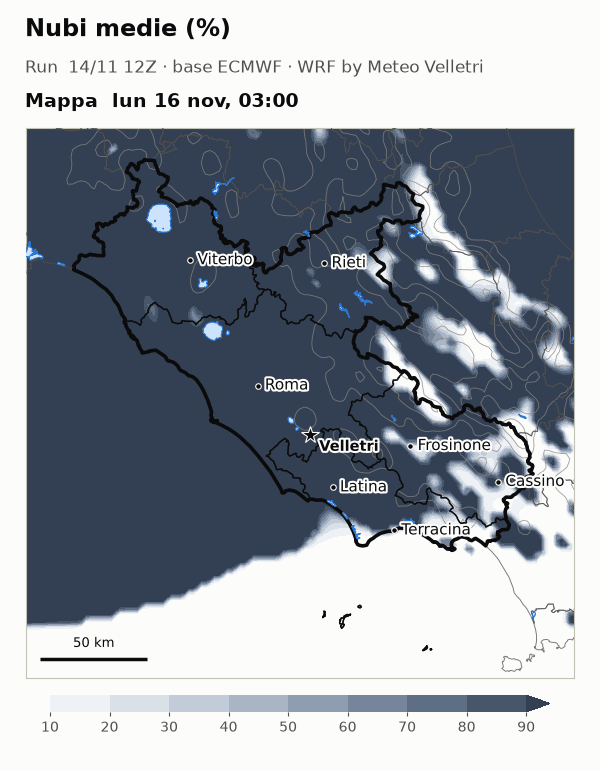 Nubi medie (%)
Run  14/11 12Z · base ECMWF · WRF by Meteo Velletri
Mappa  lun 16 nov, 03:00
Viterbo
Rieti
Roma
Velletri
Frosinone
Latina
Cassino
Terracina
50 km
10 20 30 40 50 60 70 80 90